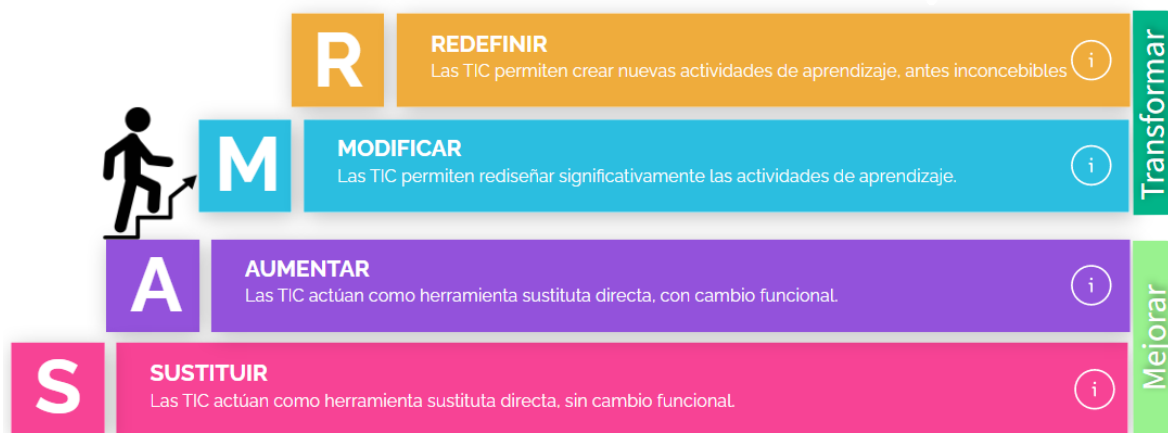 R
REDEFINIR
Las TIC permiten crear nuevas actividades de aprendizaje, antes inconcebibles
i
M
MODIFICAR
Las TIC permiten rediseñar significativamente las actividades de aprendizaje.
i
Transformar
A
AUMENTAR
Las TIC actúan como herramienta sustituta directa, con cambio funcional.
i
S
SUSTITUIR
Las TIC actúan como herramienta sustituta directa, sin cambio funcional.
i
Mejorar